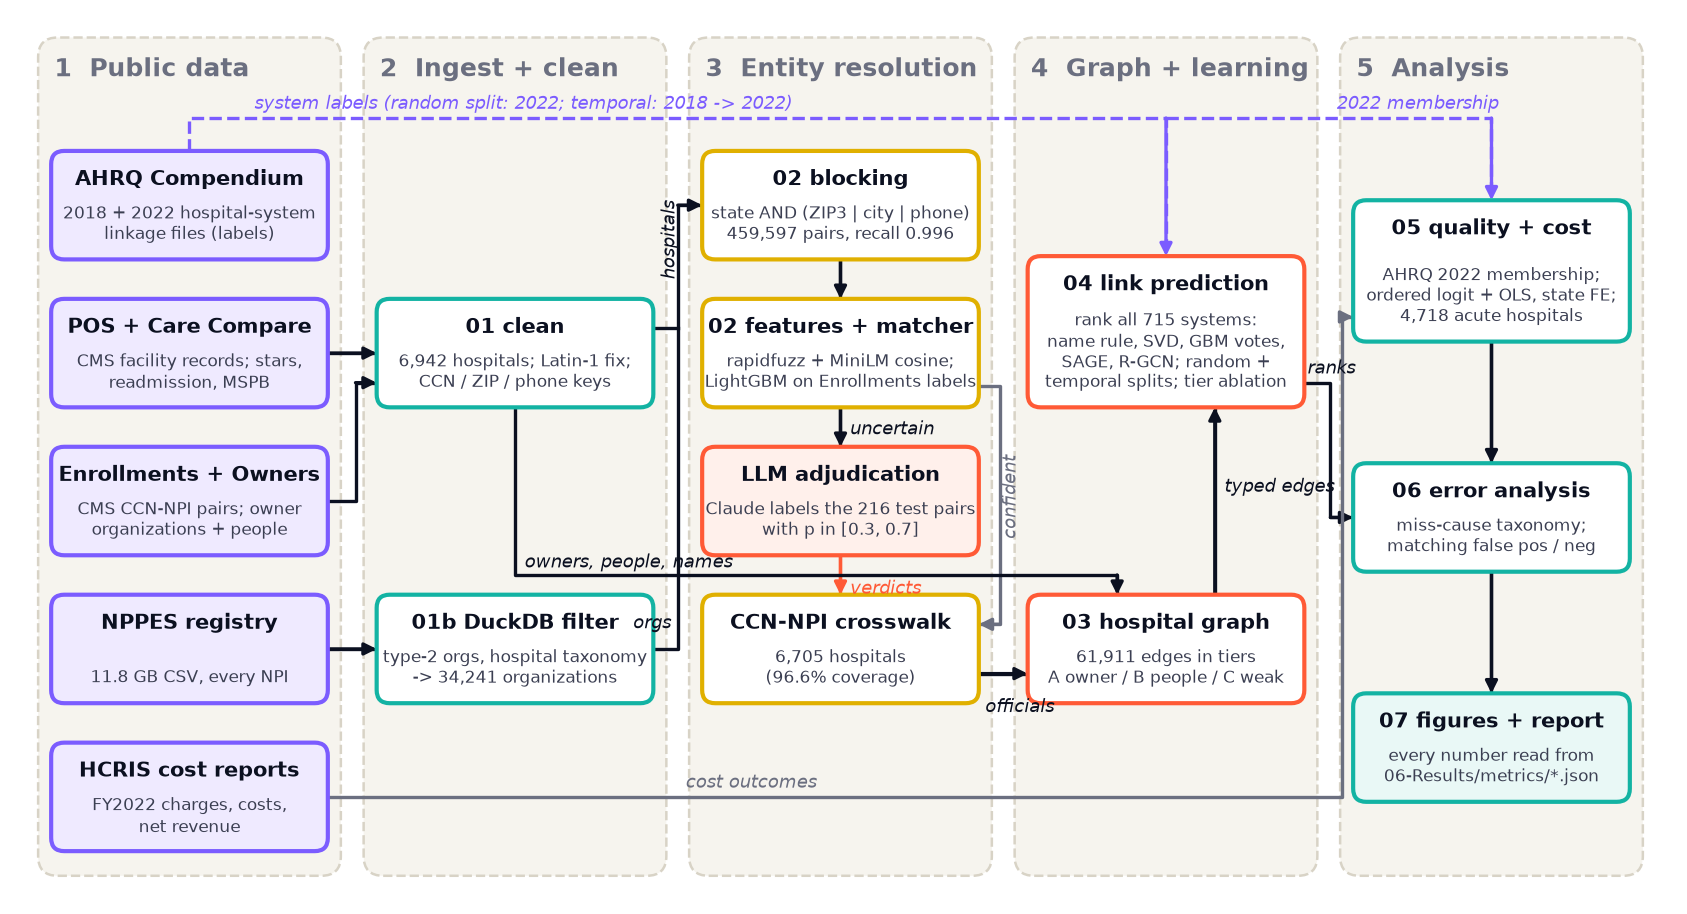 1 Public data
AHRQ Compendium
2018 + 2022 hospital-system
linkage files (labels)
POS + Care Compare
CMS facility records; stars,
readmission, MSPB
Enrollments + Owners
CMS CCN-NPI pairs; owner
organizations + people
NPPES registry
11.8 GB CSV, every NPI
HCRIS cost reports
FY2022 charges, costs,
net revenue
system labels (random split: 2022; temporal: 2018 -> 2022)
2 Ingest + clean
01 clean
6,942 hospitals; Latin-1 fix;
CCN / ZIP / phone keys
01b DuckDB filter
type-2 orgs, hospital taxonomy
-> 34,241 organizations
hospitals
orgs
owners, people, names
3 Entity resolution
02 blocking
state AND (ZIP3 | city | phone)
459,597 pairs, recall 0.996
02 features + matcher
rapidfuzz + MiniLM cosine;
LightGBM on Enrollments labels
uncertain
LLM adjudication
Claude labels the 216 test pairs
with p in [0.3, 0.7]
verdicts
confident
CCN-NPI crosswalk
6,705 hospitals
(96.6% coverage)
officials
cost outcomes
4 Graph + learning
04 link prediction
rank all 715 systems:
name rule, SVD, GBM votes,
SAGE, R-GCN; random +
temporal splits; tier ablation
ranks
typed edges
03 hospital graph
61,911 edges in tiers
A owner / B people / C weak
5 Analysis
2022 membership
05 quality + cost
AHRQ 2022 membership;
ordered logit + OLS, state FE;
4,718 acute hospitals
06 error analysis
miss-cause taxonomy;
matching false pos / neg
07 figures + report
every number read from
06-Results/metrics/*.json